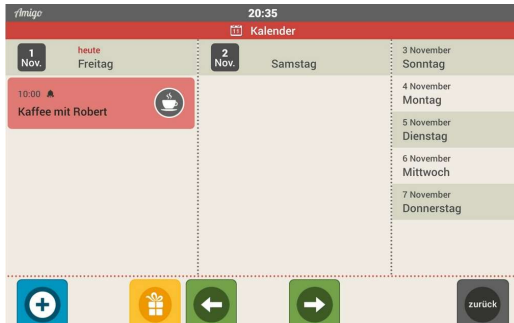 Amigo
20:35
Kalender
1
Nov.
heute
Freitag
2
Nov.
Samstag
3 November
Sonntag
4 November
Montag
5 November
Dienstag
6 November
Mittwoch
7 November
Donnerstag
10:00
Kaffee mit Robert
zurück